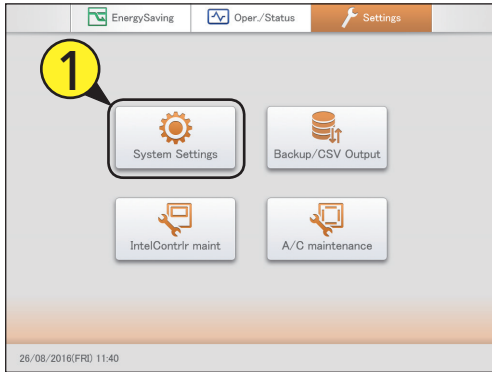 EnergySaving
Oper./Status
Settings
1
System Settings
Backup/CSV Output
IntelContrlr maint
A/C maintenance
26/08/2016(FRI) 11:40